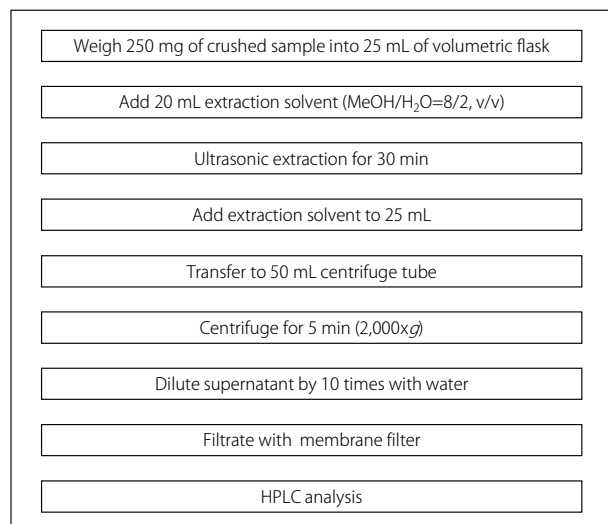 Weigh 250 mg of crushed sample into 25 mL of volumetric flask
Add 20 mL extraction solvent (MeOH/H₂O=8/2, v/v)
Ultrasonic extraction for 30 min
Add extraction solvent to 25 mL
Transfer to 50 mL centrifuge tube
Centrifuge for 5 min (2,000xg)
Dilute supernatant by 10 times with water
Filtrate with membrane filter
HPLC analysis